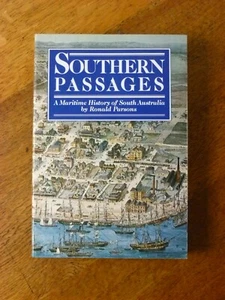 SOUTHERN
PASSAGES
A Maritime History of South Australia
by Ronald Parsons